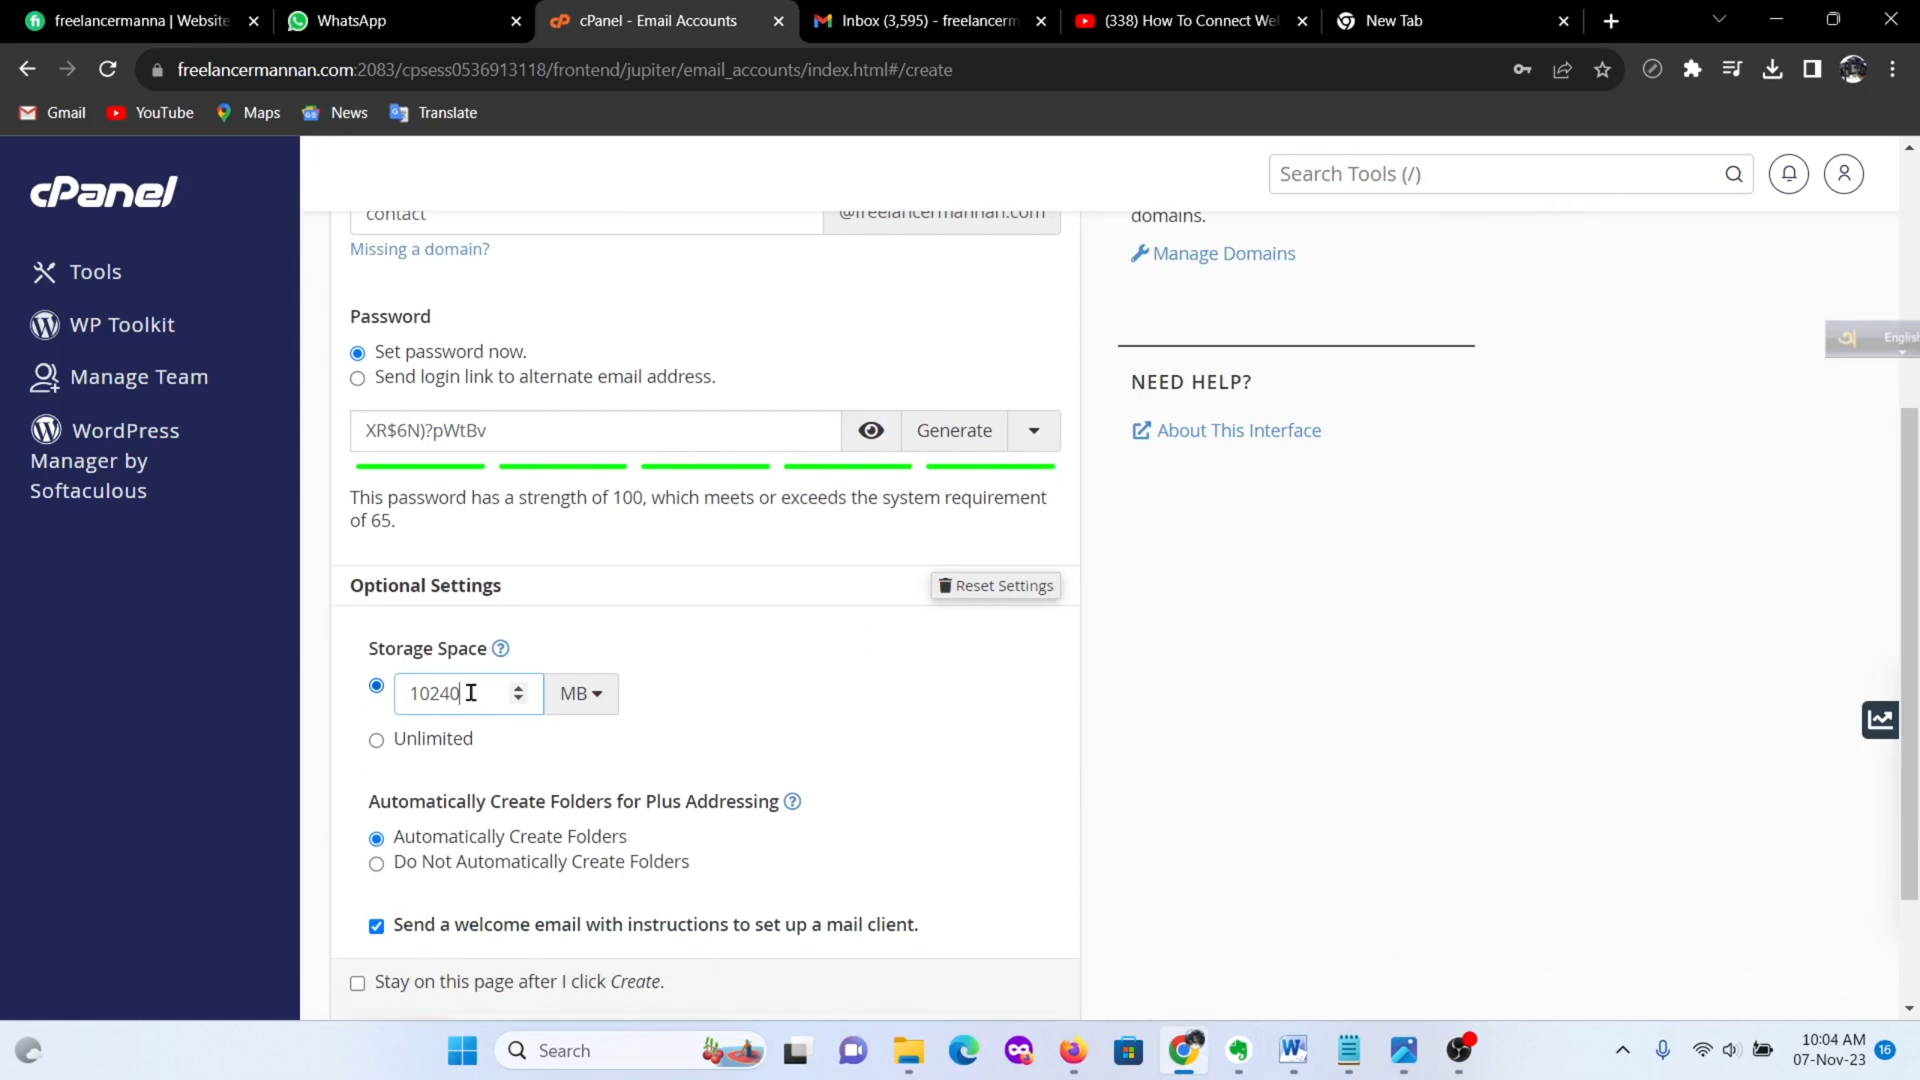 freelancermanna | Website
WhatsApp
cPanel - Email Accounts
Inbox (3,595) - freelancerm
(338) How To Connect We
New Tab
freelancermannan.com:2083/cpsess0536913118/frontend/jupiter/email_accounts/index.html#/create
Gmail
YouTube
Maps
News
Translate
cPanel
Search Tools (/)
Tools
WP Toolkit
Manage Team
WordPress
Manager by
Softaculous
contact
@freelancermannan.com
Missing a domain?
domains.
Manage Domains
Password
Set password now.
Send login link to alternate email address.
XR$6N)?pWtBv
Generate
This password has a strength of 100, which meets or exceeds the system requirement
of 65.
NEED HELP?
About This Interface
English
Optional Settings
Reset Settings
Storage Space
10240
MB
Unlimited
Automatically Create Folders for Plus Addressing
Automatically Create Folders
Do Not Automatically Create Folders
Send a welcome email with instructions to set up a mail client.
Stay on this page after I click Create.
Search
10:04 AM
07-Nov-23
16